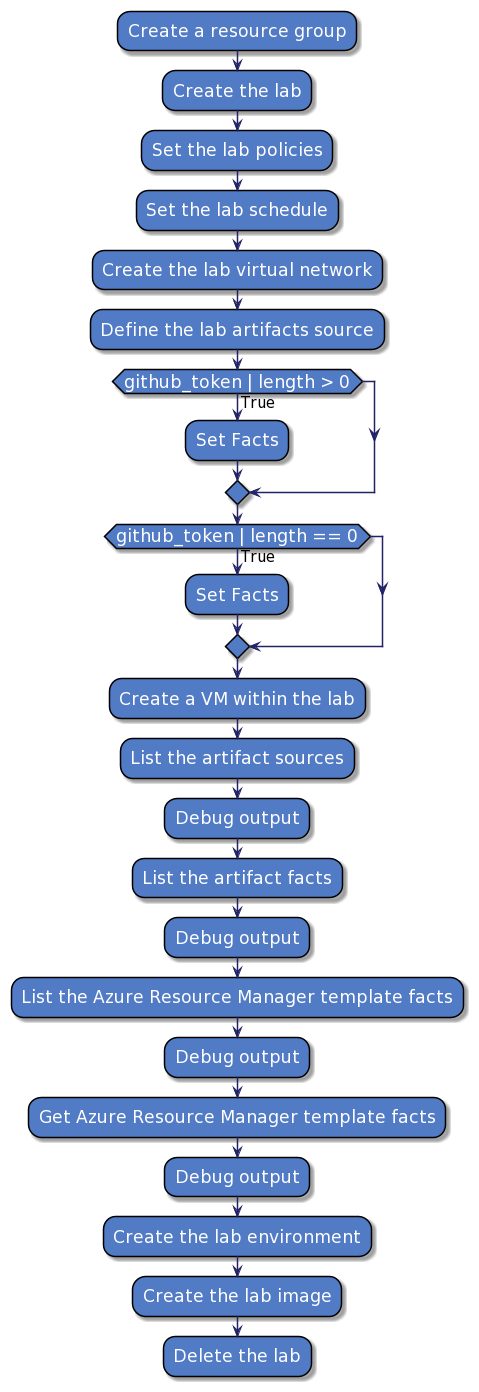 Create a resource group
Create the lab
Set the lab policies
Set the lab schedule
Create the lab virtual network
Define the lab artifacts source
github_token | length > 0
True
Set Facts
github_token | length == 0
True
Set Facts
Create a VM within the lab
List the artifact sources
Debug output
List the artifact facts
Debug output
List the Azure Resource Manager template facts
Debug output
Get Azure Resource Manager template facts
Debug output
Create the lab environment
Create the lab image
Delete the lab